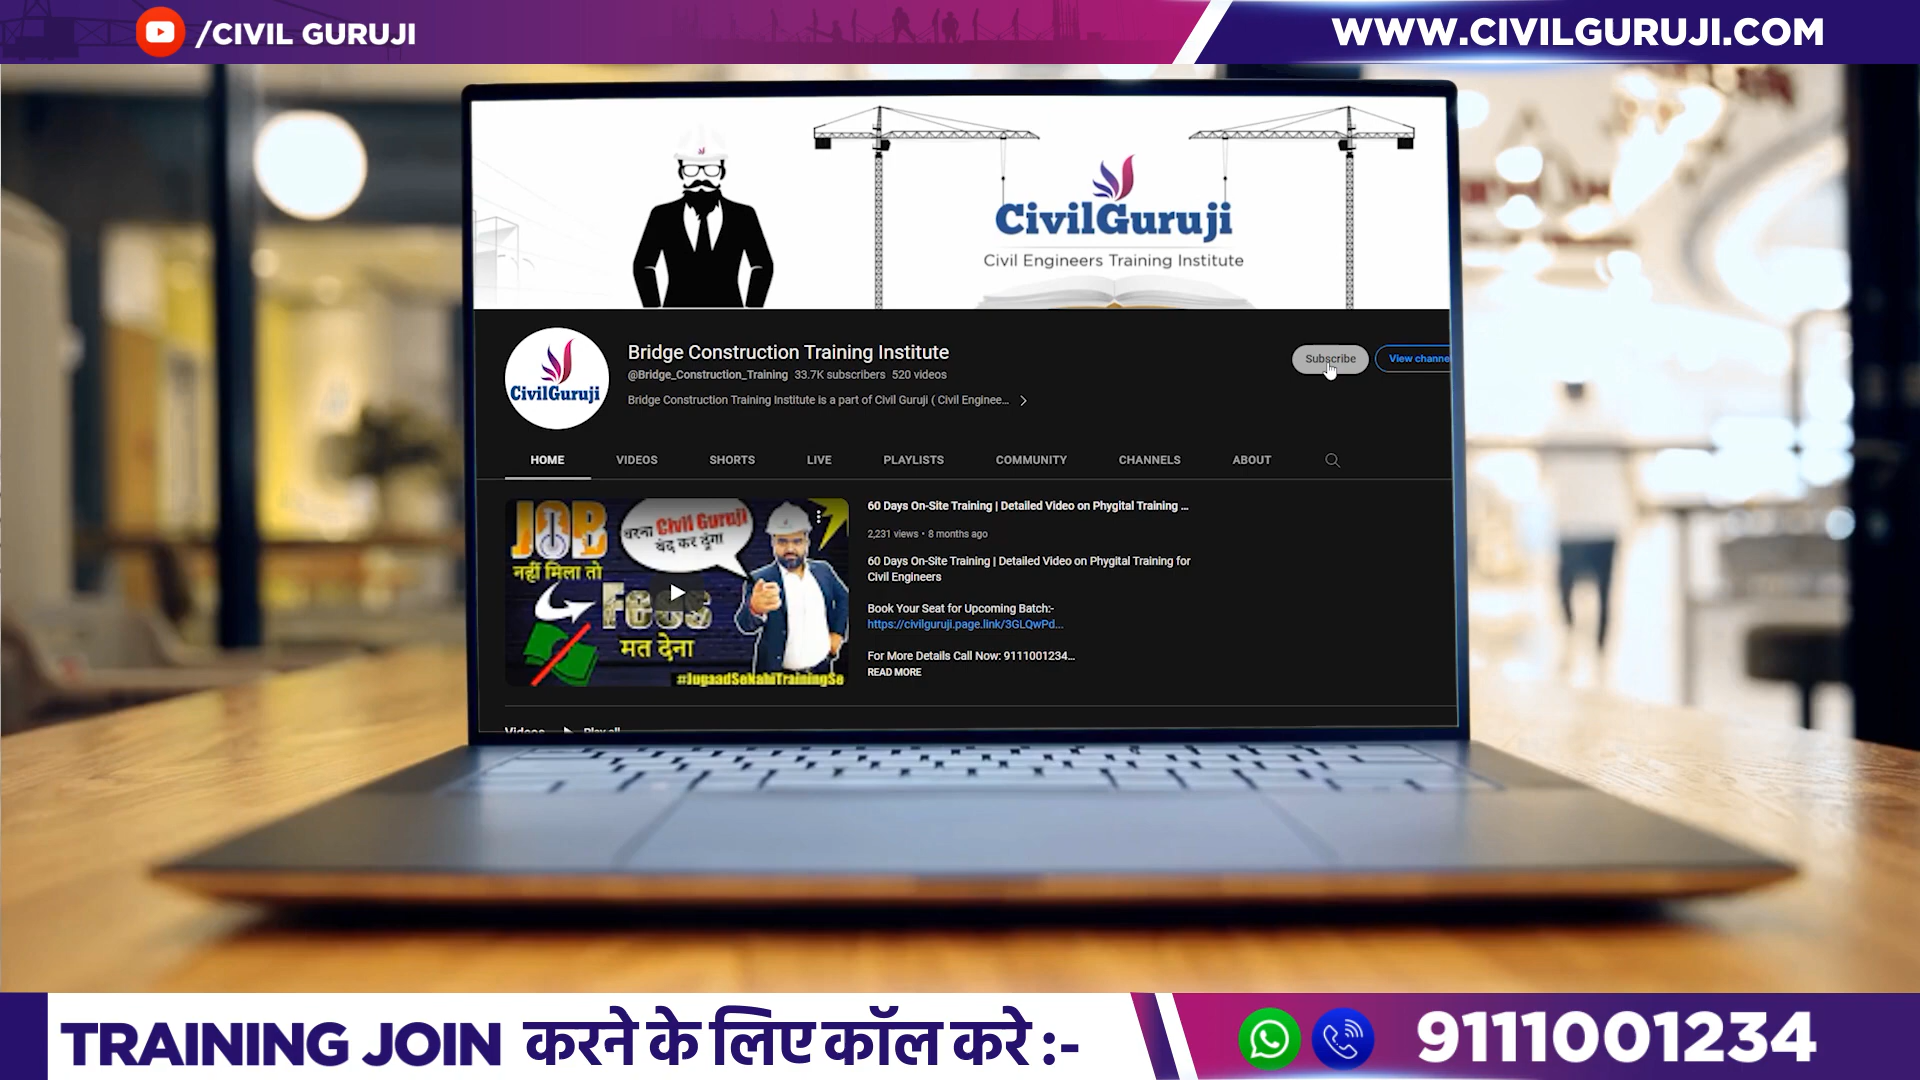 /CIVIL GURUJI
WWW.CIVILGURUJI.COM
CivilGuruji
Civil Engineers Training Institute
CivilGuruji
Bridge Construction Training Institute
@Bridge_Construction_Training 33.7K subscribers 520 videos
Bridge Construction Training Institute is a part of Civil Guruji ( Civil Enginee...
Subscribe
View channe
HOME VIDEOS SHORTS LIVE PLAYLISTS COMMUNITY CHANNELS ABOUT
JOB
नहीं मिला तो
Fees
मत देना
वरना Civil Guruji
बंद कर दूंगा
#JugaadSeNahiTrainingSe
60 Days On-Site Training | Detailed Video on Phygital Training ...
2,231 views • 8 months ago
60 Days On-Site Training | Detailed Video on Phygital Training for
Civil Engineers
Book Your Seat for Upcoming Batch:-
https://civilguruji.page.link/3GLQwPd...
For More Details Call Now: 9111001234...
READ MORE
Videos Play all
TRAINING JOIN करने के लिए कॉल करे :-
9111001234